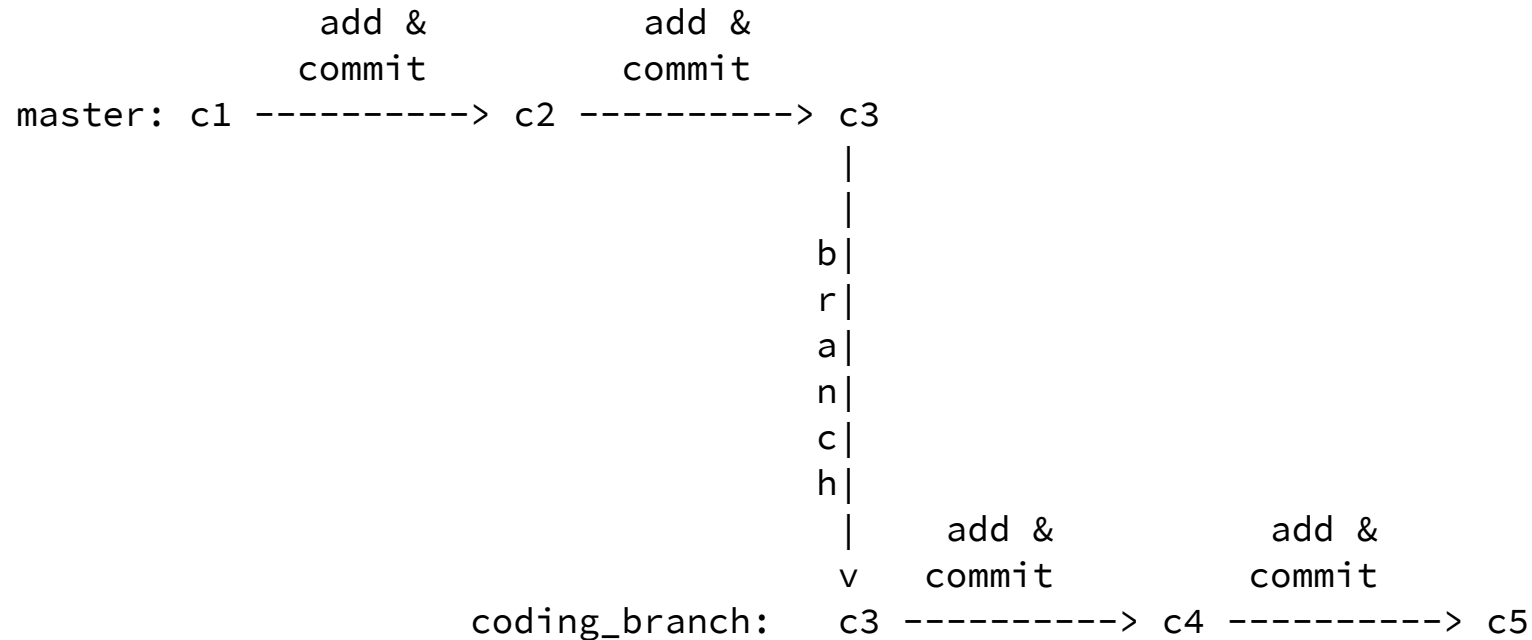 add & add &
commit commit
master: c1 ----------> c2 ----------> c3
|
|
b|
r|
a|
n|
c|
h|
| add & add &
v commit commit
coding_branch: c3 ----------> c4 ----------> c5